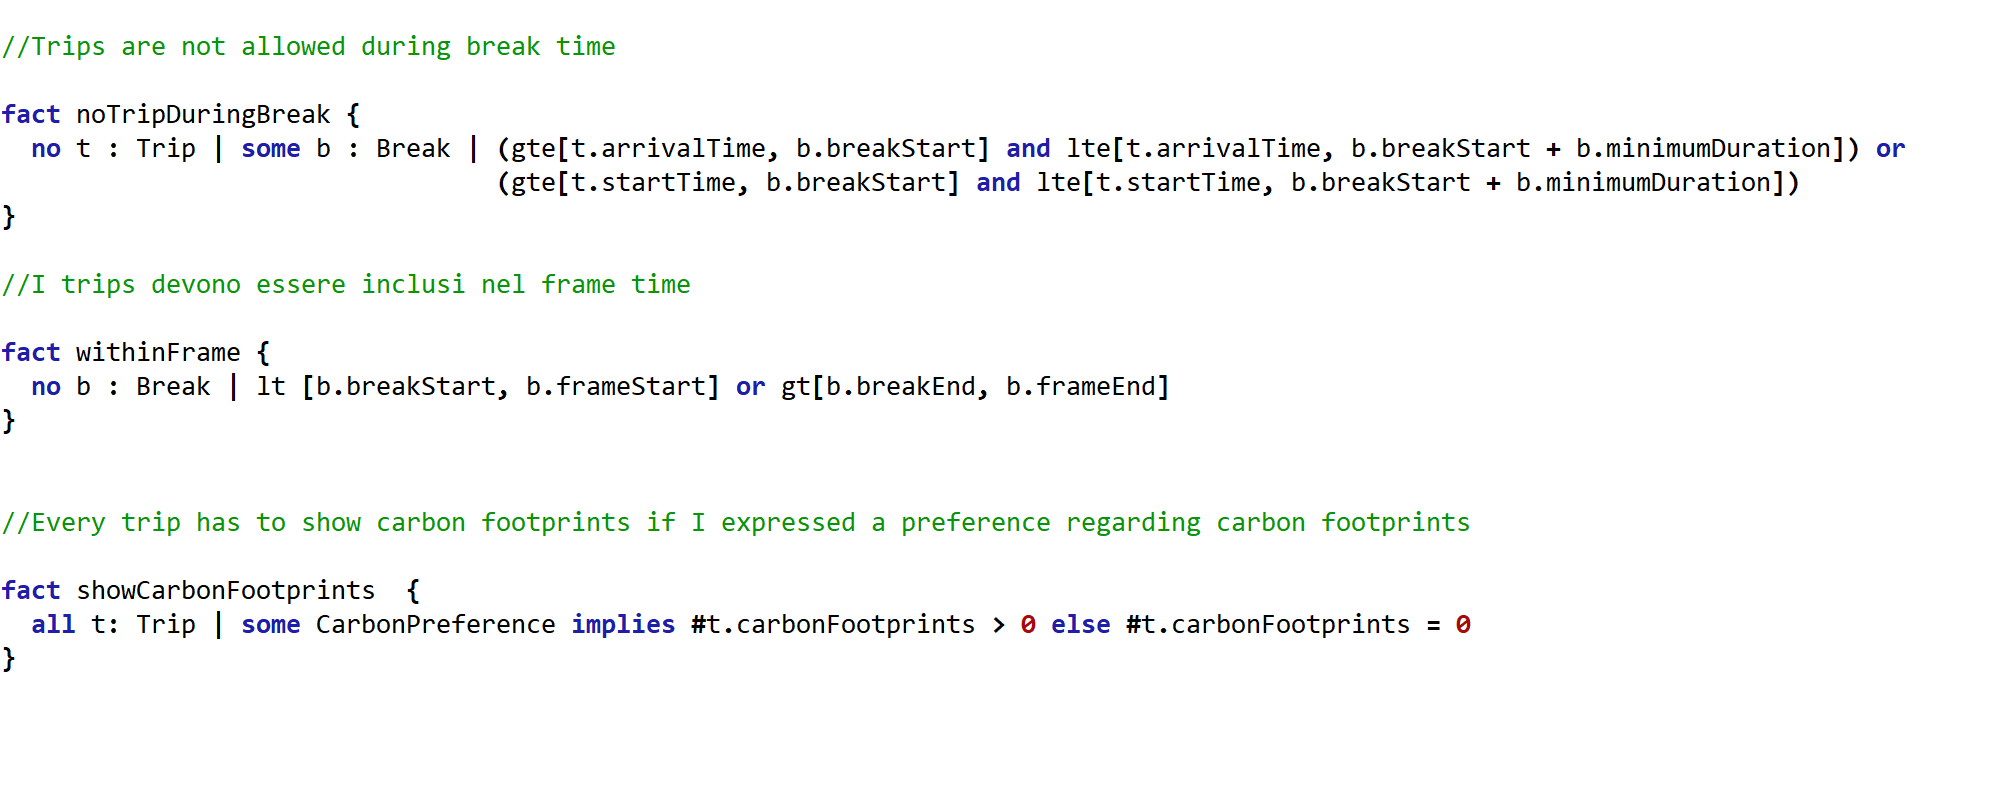 //Trips are not allowed during break time
fact noTripDuringBreak {
no t : Trip | some b : Break | (gte[t.arrivalTime, b.breakStart] and lte[t.arrivalTime, b.breakStart + b.minimumDuration]) or
(gte[t.startTime, b.breakStart] and lte[t.startTime, b.breakStart + b.minimumDuration])
}
//I trips devono essere inclusi nel frame time
fact withinFrame {
no b : Break | lt [b.breakStart, b.frameStart] or gt[b.breakEnd, b.frameEnd]
}
//Every trip has to show carbon footprints if I expressed a preference regarding carbon footprints
fact showCarbonFootprints  {
all t: Trip | some CarbonPreference implies #t.carbonFootprints > 0 else #t.carbonFootprints = 0
}